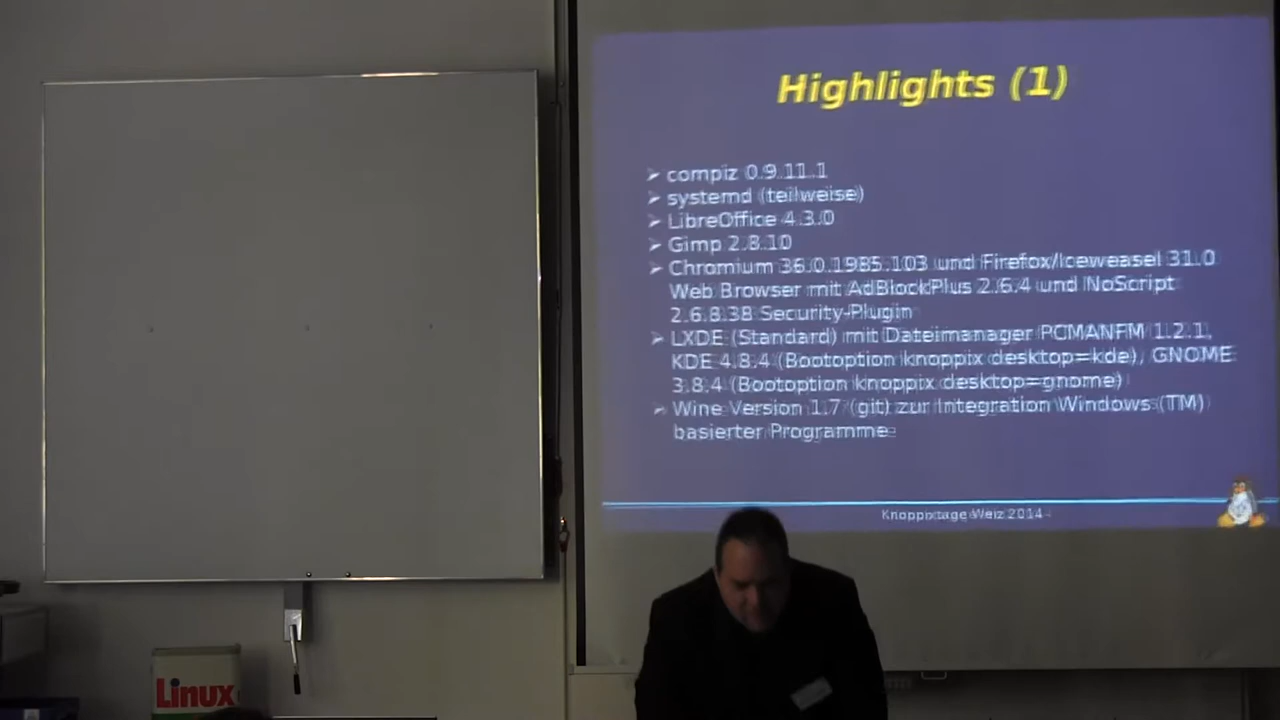 Highlights (1)
compiz 0.9.11.1
systemd (teilweise)
LibreOffice 4.3.0
Gimp 2.8.10
Chromium 36.0.1985.103 und Firefox/Iceweasel 31.0
Web Browser mit AdBlockPlus 2.6.4 und NoScript
2.6.8.38 Security-Plugin
LXDE (Standard) mit Dateimanager PCMANFM 1.2.1,
KDE 4.8.4 (Bootoption knoppix desktop=kde), GNOME
3.8.4 (Bootoption knoppix desktop=gnome)
Wine Version 1.7 (git) zur Integration Windows (TM)
basierter Programme
Knoppixtage Weiz 2014
Linux